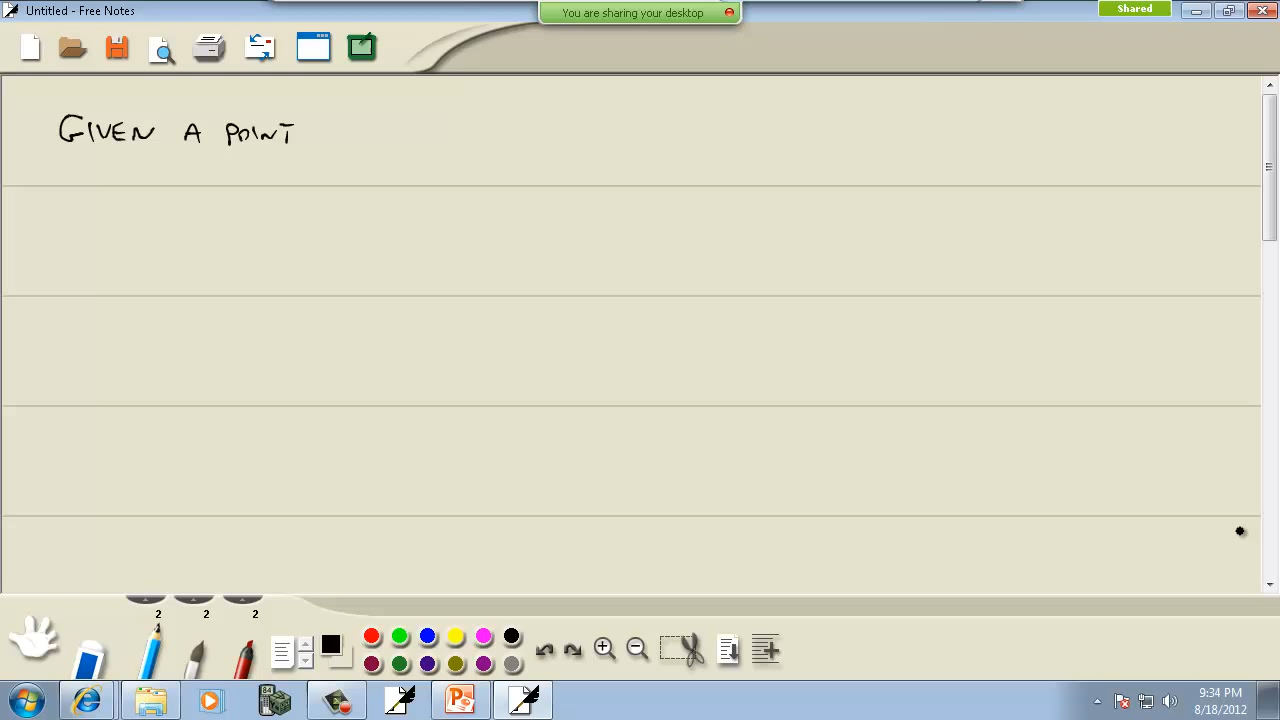 Untitled - Free Notes
You are sharing your desktop
Shared
GIVEN A POINT
2 2 2
84
9:34 PM
8/18/2012